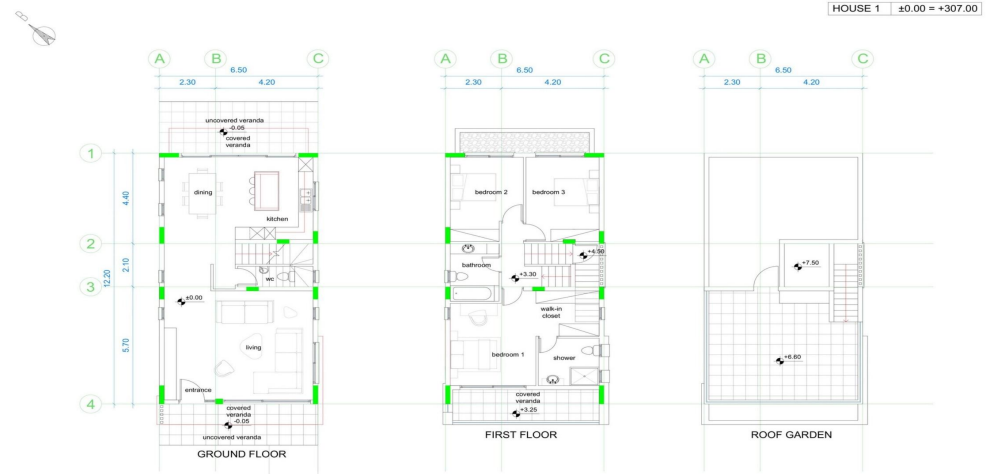 HOUSE 1 ±0.00 = +307.00
B
A B C
6.50
2.30 4.20
A B C
6.50
2.30 4.20
A B C
6.50
2.30 4.20
1
2
3
4
4.40
2.10
5.70
12.20
uncovered veranda
-0.05
covered
veranda
dining
kitchen
wc
±0.00
living
entrance
covered
veranda
-0.05
uncovered veranda
GROUND FLOOR
bedroom 2
bedroom 3
+4.50
bathroom
+3.30
walk-in
closet
bedroom 1
shower
covered
veranda
+3.25
FIRST FLOOR
+7.50
+6.60
ROOF GARDEN